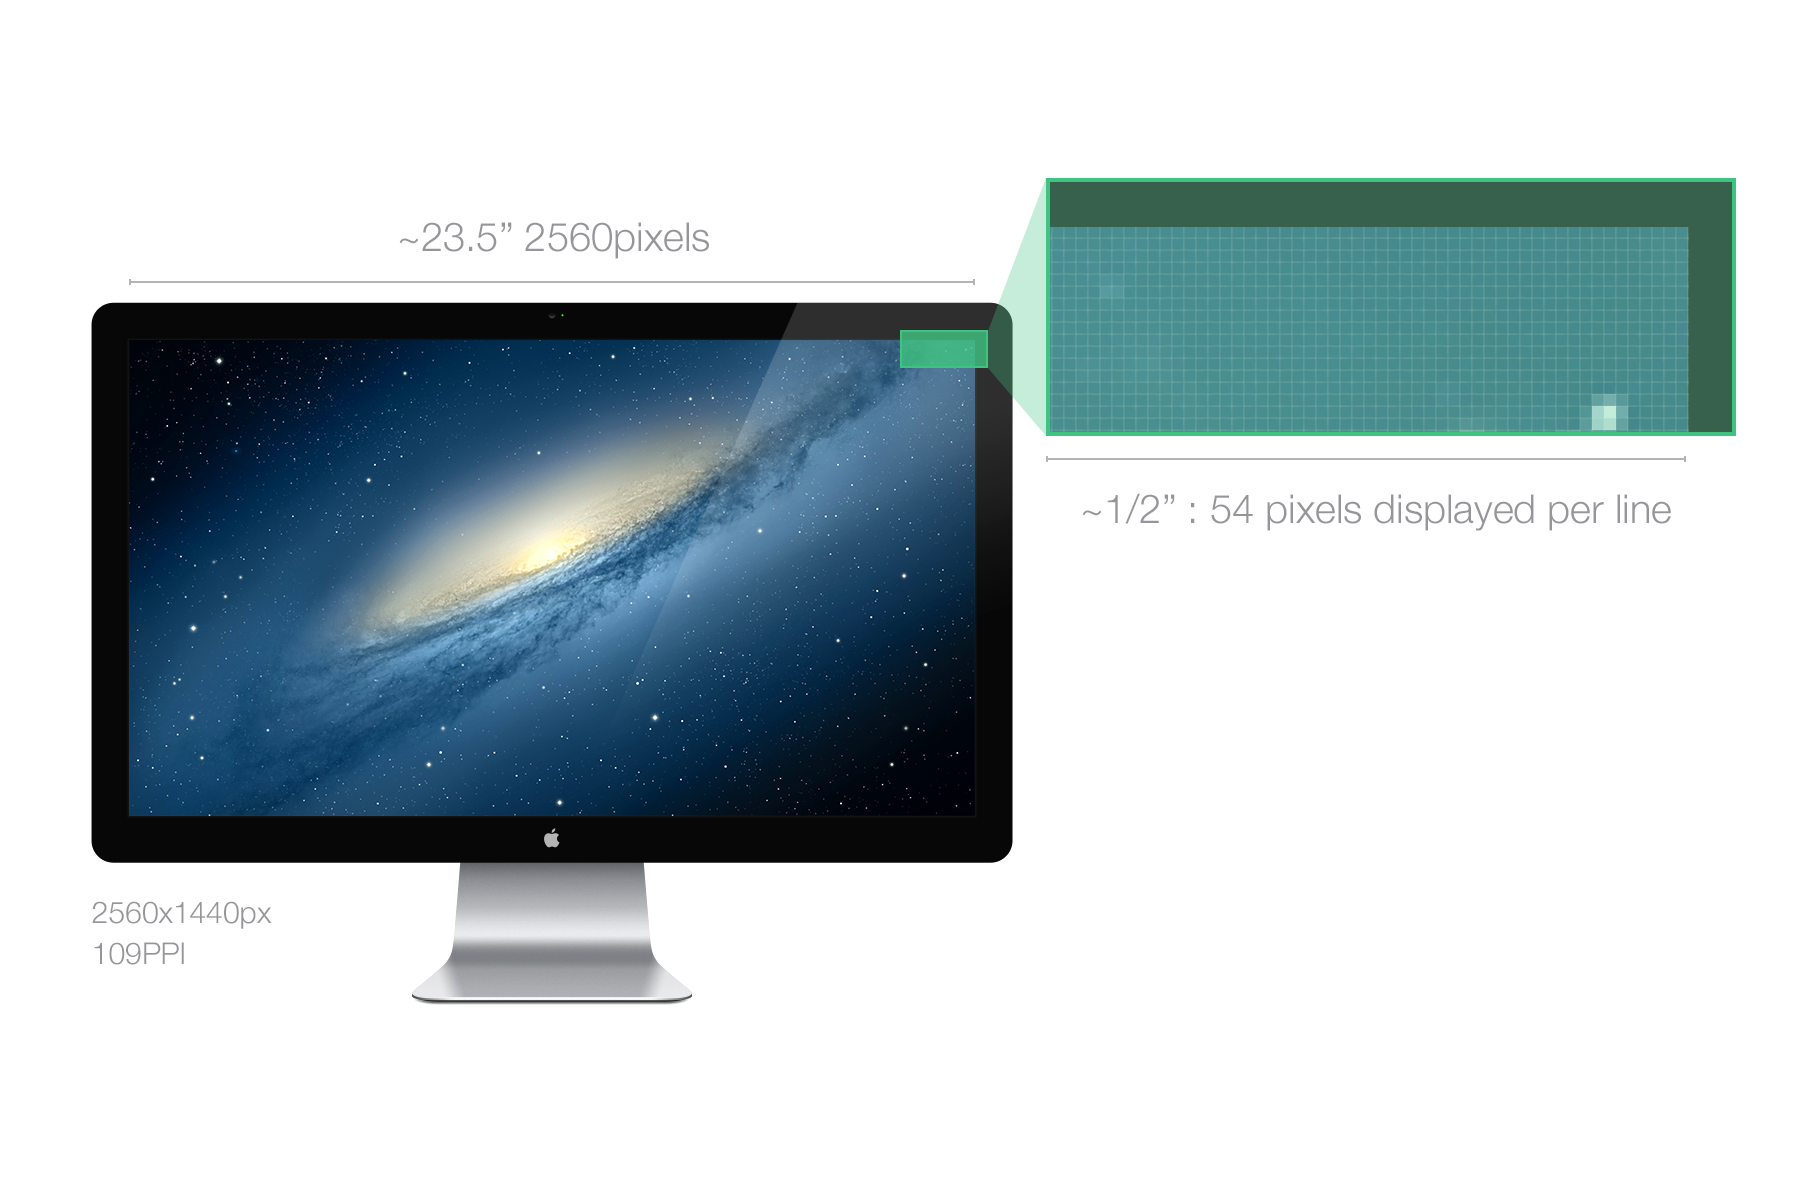 ~23.5” 2560pixels
~1/2” : 54 pixels displayed per line
2560x1440px
109PPI